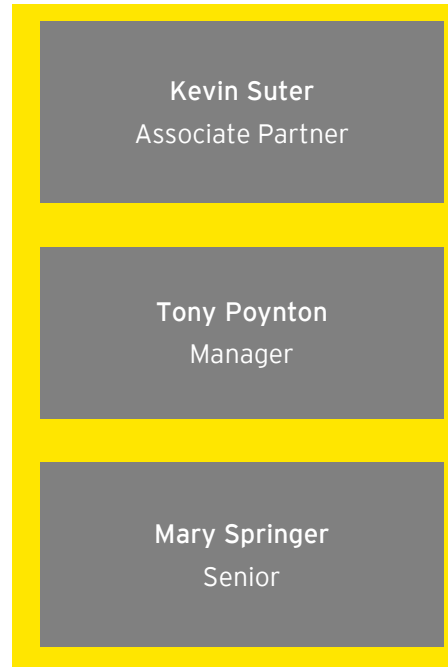 Kevin Suter
Associate Partner
Tony Poynton
Manager
Mary Springer
Senior